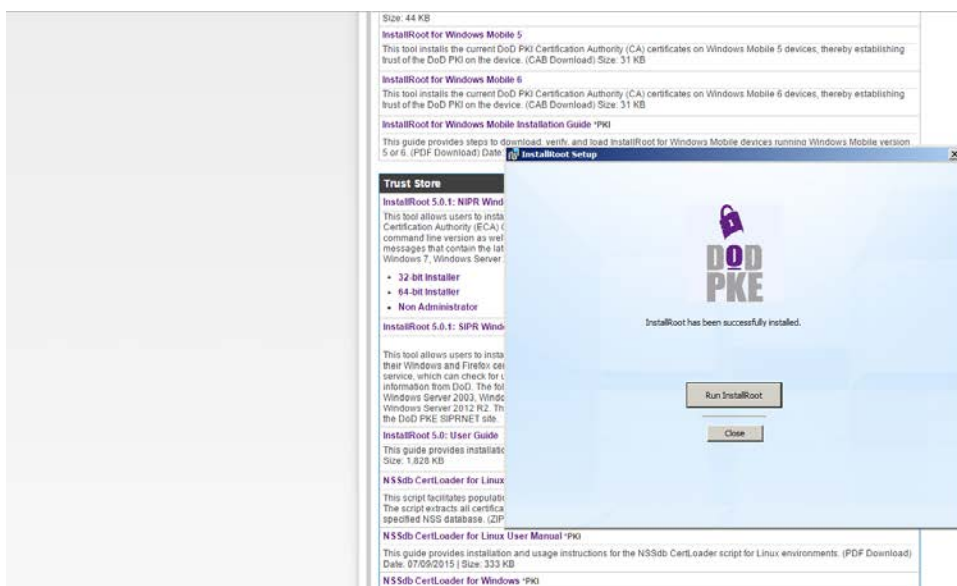 Size: 44 KB
InstallRoot for Windows Mobile 5
This tool installs the current DoD PKI Certification Authority (CA) certificates on Windows Mobile 5 devices, thereby establishing
trust of the DoD PKI on the device. (CAB Download) Size: 31 KB
InstallRoot for Windows Mobile 6
This tool installs the current DoD PKI Certification Authority (CA) certificates on Windows Mobile 6 devices, thereby establishing
trust of the DoD PKI on the device. (CAB Download) Size: 31 KB
InstallRoot for Windows Mobile Installation Guide *PKI
This guide provides steps to download, verify, and load InstallRoot for Windows Mobile devices running Windows Mobile version
5 or 6. (PDF Download) Date:
InstallRoot Setup
DOD
PKE
InstallRoot has been successfully installed.
Run InstallRoot
Close
Trust Store
InstallRoot 5.0.1: NIPR Wind
This tool allows users to insta
Certification Authority (ECA) C
command line version as wel
messages that contain the lat
Windows 7, Windows Server
• 32-bit Installer
• 64-bit Installer
• Non Administrator
InstallRoot 5.0.1: SIPR Wind
This tool allows users to insta
their Windows and Firefox cer
service, which can check for u
information from DoD. The fol
Windows Server 2003, Windo
Windows Server 2012 R2. Th
the DoD PKE SIPRNET site.
InstallRoot 5.0: User Guide
This guide provides installatio
Size: 1,828 KB
NSSdb CertLoader for Linux
This script facilitates populatio
The script extracts all certifica
specified NSS database. (ZIP
NSSdb CertLoader for Linux User Manual *PKI
This guide provides installation and usage instructions for the NSSdb CertLoader script for Linux environments. (PDF Download)
Date: 07/09/2015 | Size: 333 KB
NSSdb CertLoader for Windows *PKI